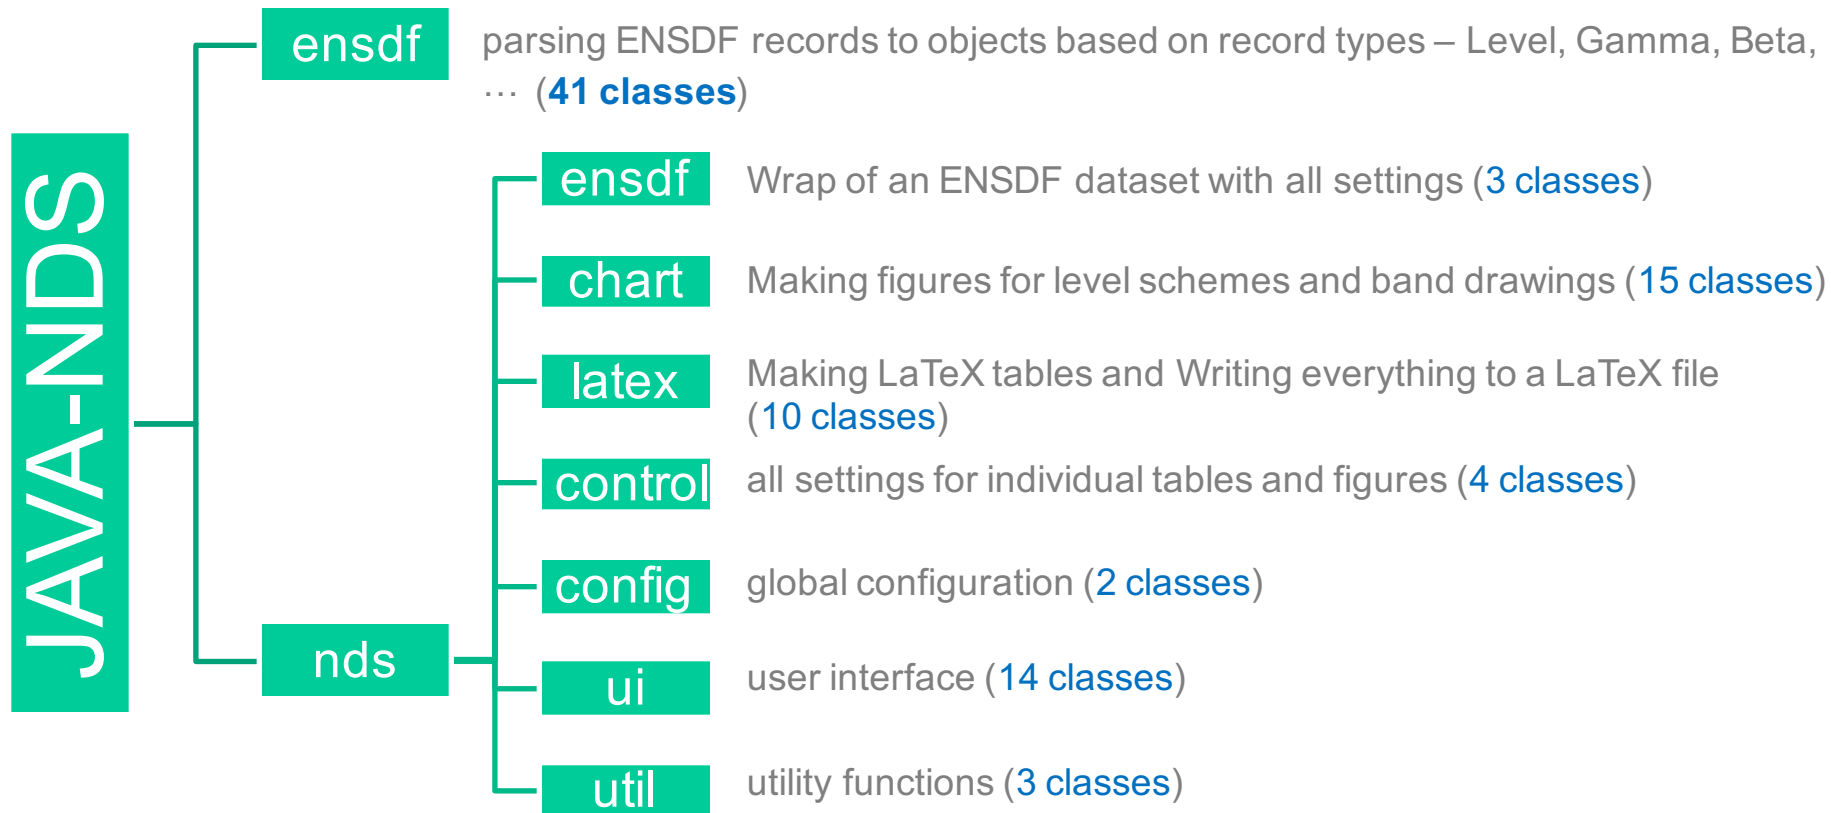 JAVA-NDS
ensdf
parsing ENSDF records to objects based on record types – Level, Gamma, Beta,
… (41 classes)
ensdf
Wrap of an ENSDF dataset with all settings (3 classes)
chart
Making figures for level schemes and band drawings (15 classes)
latex
Making LaTeX tables and Writing everything to a LaTeX file
(10 classes)
control
all settings for individual tables and figures (4 classes)
config
global configuration (2 classes)
nds
ui
user interface (14 classes)
util
utility functions (3 classes)